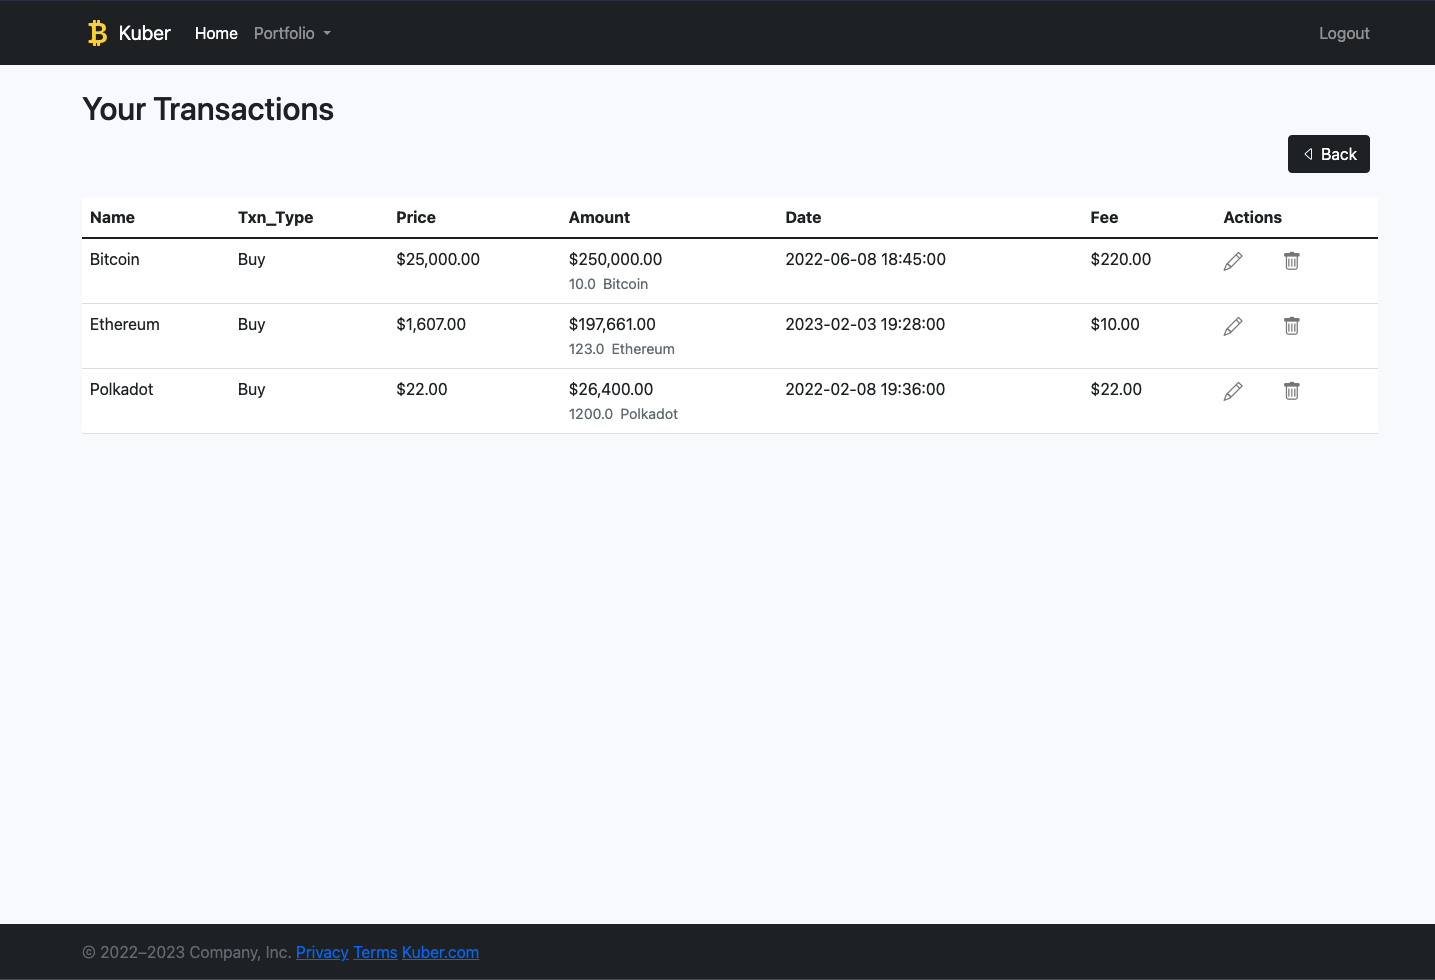 Kuber Home Portfolio Logout
Your Transactions
Back
Name Txn_Type Price Amount Date Fee Actions
Bitcoin Buy $25,000.00 $250,000.00 2022-06-08 18:45:00 $220.00
10.0 Bitcoin
Ethereum Buy $1,607.00 $197,661.00 2023-02-03 19:28:00 $10.00
123.0 Ethereum
Polkadot Buy $22.00 $26,400.00 2022-02-08 19:36:00 $22.00
1200.0 Polkadot
© 2022–2023 Company, Inc. Privacy Terms Kuber.com